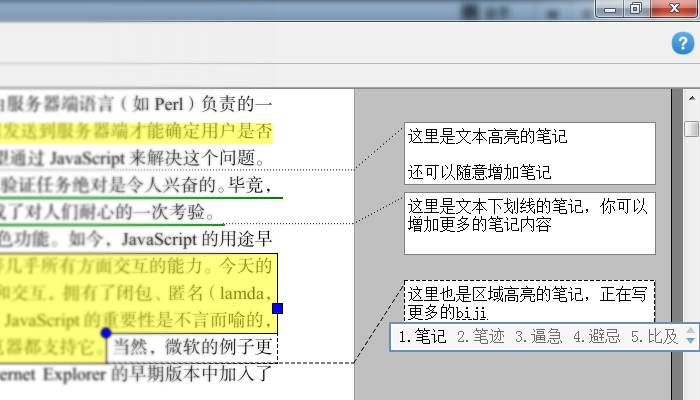 由服务器端语言（如 Perl）负责的一
发送到服务器端才能确定用户是否
望通过 JavaScript 来解决这个问题。
验证任务绝对是令人兴奋的。毕竟，
成了对人们耐心的一次考验。
色功能。如今，JavaScript 的用途早
等几乎所有方面交互的能力。今天的
和交互，拥有了闭包、匿名（lamda，
JavaScript 的重要性是不言而喻的，
览器都支持它。当然，微软的例子更
ernet Explorer 的早期版本中加入了
?
这里是文本高亮的笔记
还可以随意增加笔记
这里是文本下划线的笔记，你可以
增加更多的笔记内容
这里也是区域高亮的笔记，正在写
更多的biji
1.笔记 2.笔迹 3.逼急 4.避忌 5.比及